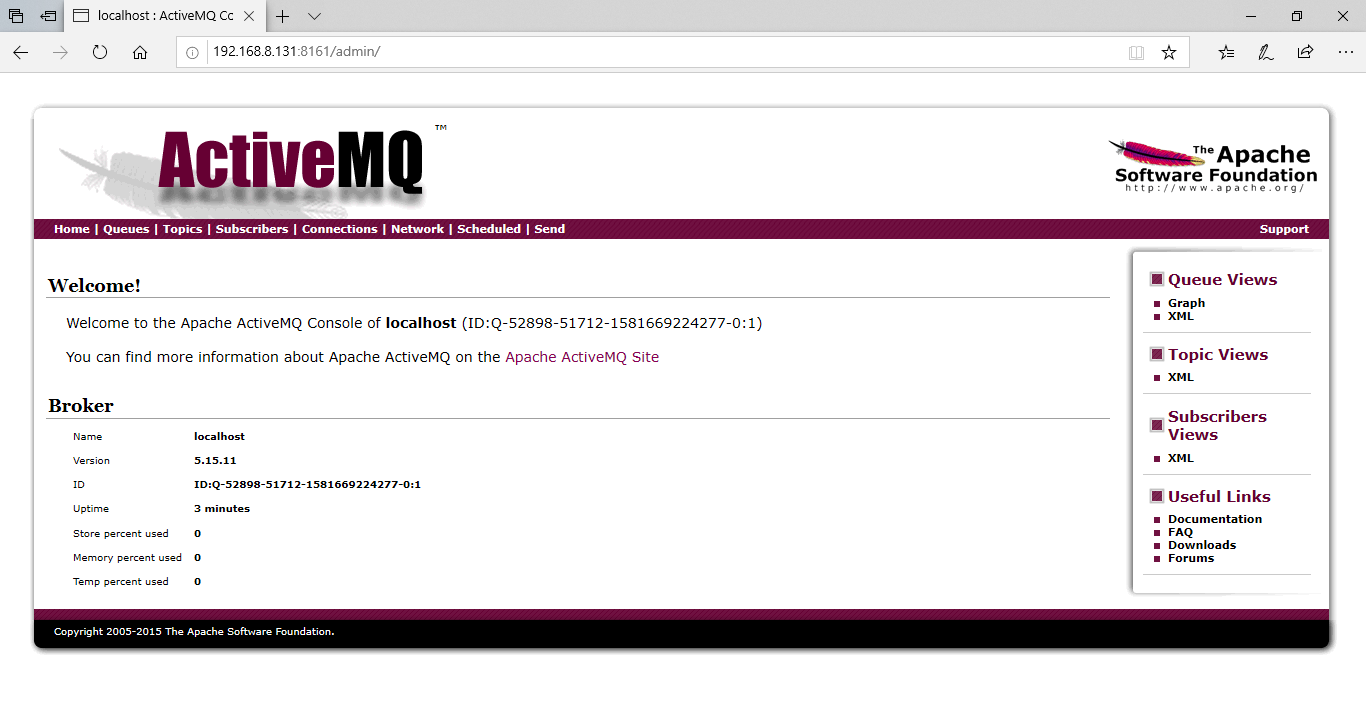 localhost : ActiveMQ Cc
192.168.8.131:8161/admin/
ActiveMQ TM
The Apache
Software Foundation
http://www.apache.org/
Home | Queues | Topics | Subscribers | Connections | Network | Scheduled | Send
Support
Welcome!
Welcome to the Apache ActiveMQ Console of localhost (ID:Q-52898-51712-1581669224277-0:1)
You can find more information about Apache ActiveMQ on the Apache ActiveMQ Site
Broker
Name localhost
Version 5.15.11
ID ID:Q-52898-51712-1581669224277-0:1
Uptime 3 minutes
Store percent used 0
Memory percent used 0
Temp percent used 0
Queue Views
Graph
XML
Topic Views
XML
Subscribers
Views
XML
Useful Links
Documentation
FAQ
Downloads
Forums
Copyright 2005-2015 The Apache Software Foundation.